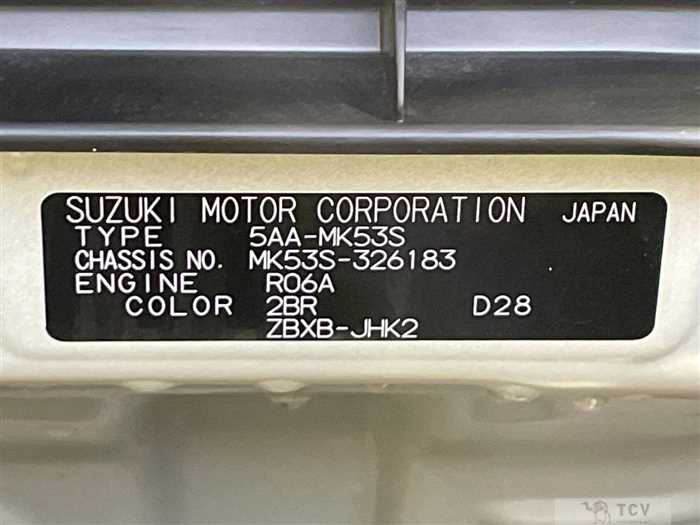 SUZUKI MOTOR CORPORATION JAPAN
TYPE 5AA-MK53S
CHASSIS NO. MK53S-326183
ENGINE R06A
COLOR 2BR D28
ZBXB-JHK2
TCV